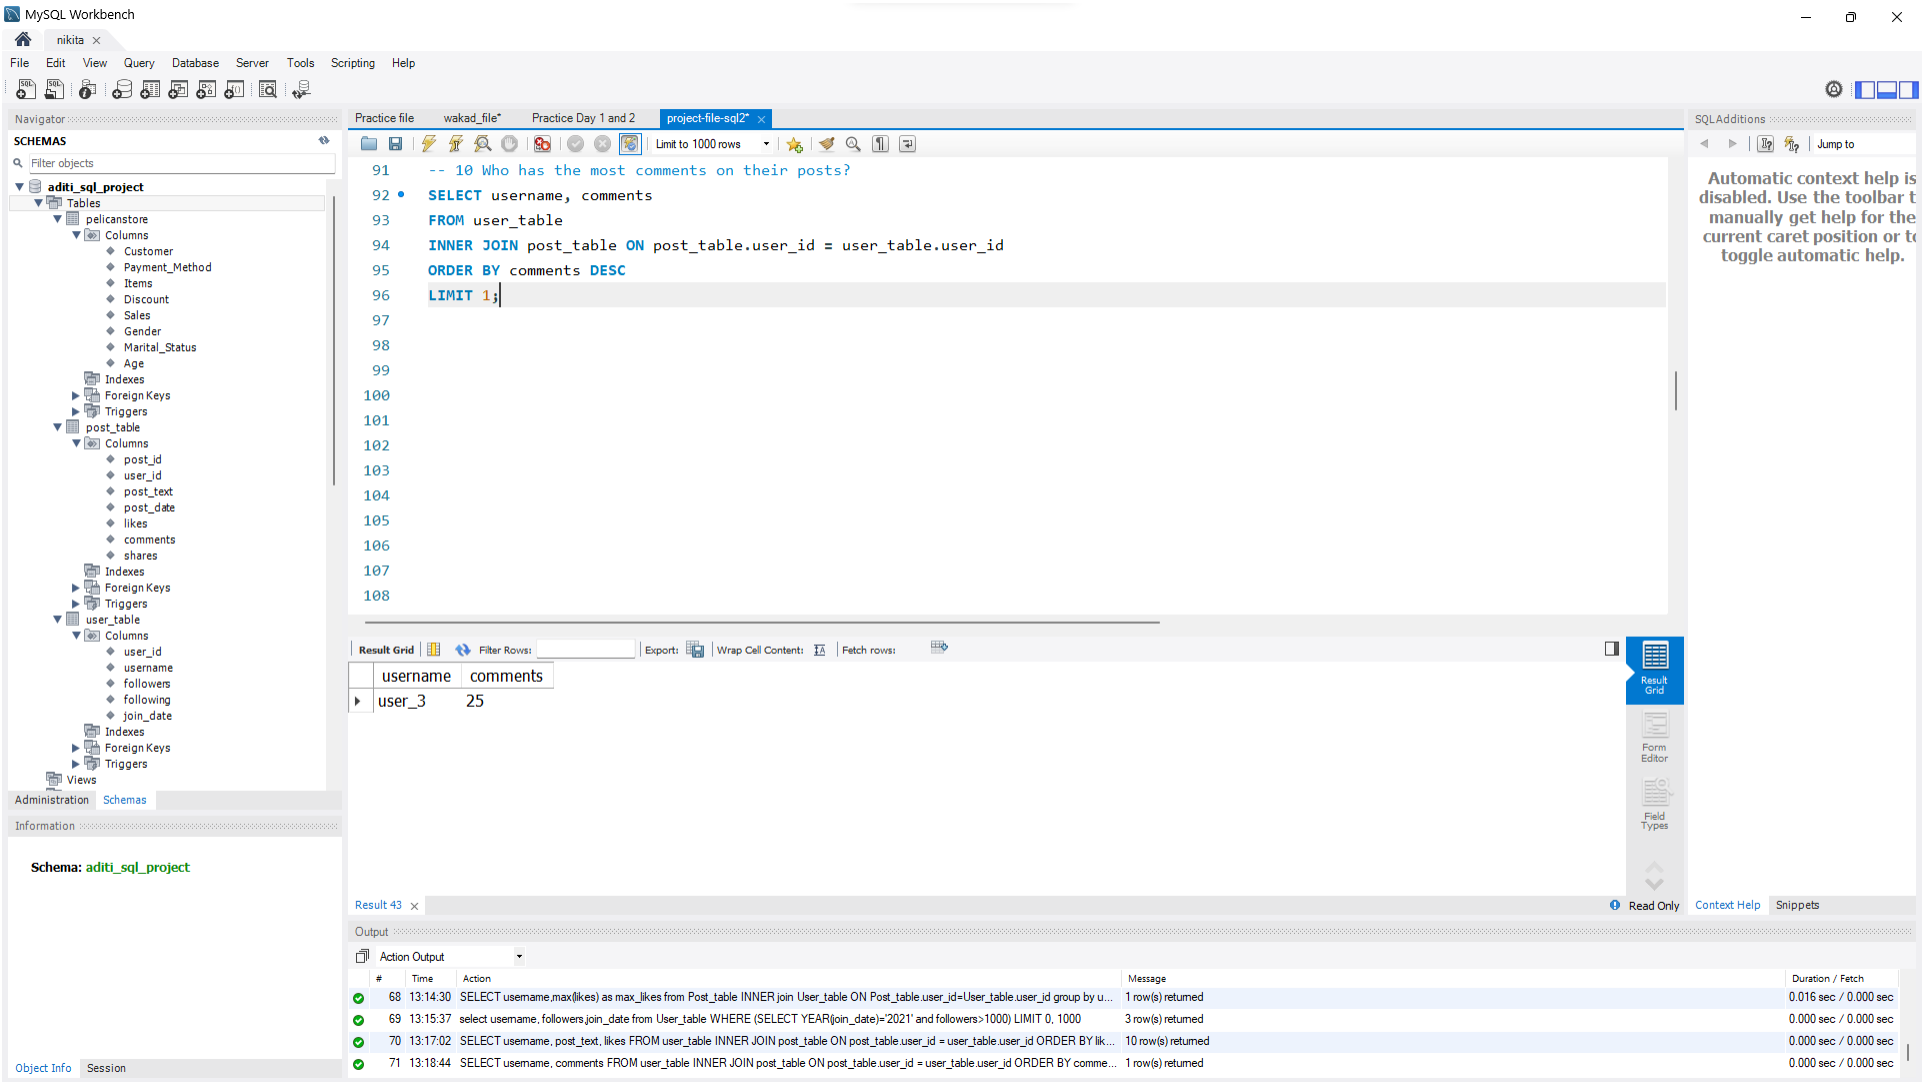 MySQL Workbench
nikita
File Edit View Query Database Server Tools Scripting Help
Navigator
SCHEMAS
Filter objects
aditi_sql_project
Tables
pelicanstore
Columns
Customer
Payment_Method
Items
Discount
Sales
Gender
Marital_Status
Age
Indexes
Foreign Keys
Triggers
post_table
Columns
post_id
user_id
post_text
post_date
likes
comments
shares
Indexes
Foreign Keys
Triggers
user_table
Columns
user_id
username
followers
following
join_date
Indexes
Foreign Keys
Triggers
Views
Administration Schemas
Information
Schema: aditi_sql_project
Object Info Session
Practice file wakad_file* Practice Day 1 and 2 project-file-sql2*
Limit to 1000 rows
91 -- 10 Who has the most comments on their posts?
92 SELECT username, comments
93 FROM user_table
94 INNER JOIN post_table ON post_table.user_id = user_table.user_id
95 ORDER BY comments DESC
96 LIMIT 1;
97
98
99
100
101
102
103
104
105
106
107
108
Result Grid Filter Rows: Export: Wrap Cell Content: Fetch rows:
username comments
user_3 25
Result Grid
Form Editor
Field Types
Result 43 Read Only
SQLAdditions
Jump to
Automatic context help is
disabled. Use the toolbar t
manually get help for the
current caret position or to
toggle automatic help.
Context Help Snippets
Output
Action Output
# Time Action Message Duration / Fetch
68 13:14:30 SELECT username,max(likes) as max_likes from Post_table INNER join User_table ON Post_table.user_id=User_table.user_id group by u... 1 row(s) returned 0.016 sec / 0.000 sec
69 13:15:37 select username, followers,join_date from User_table WHERE (SELECT YEAR(join_date)='2021' and followers>1000) LIMIT 0, 1000 3 row(s) returned 0.000 sec / 0.000 sec
70 13:17:02 SELECT username, post_text, likes FROM user_table INNER JOIN post_table ON post_table.user_id = user_table.user_id ORDER BY lik... 10 row(s) returned 0.000 sec / 0.000 sec
71 13:18:44 SELECT username, comments FROM user_table INNER JOIN post_table ON post_table.user_id = user_table.user_id ORDER BY comme... 1 row(s) returned 0.000 sec / 0.000 sec